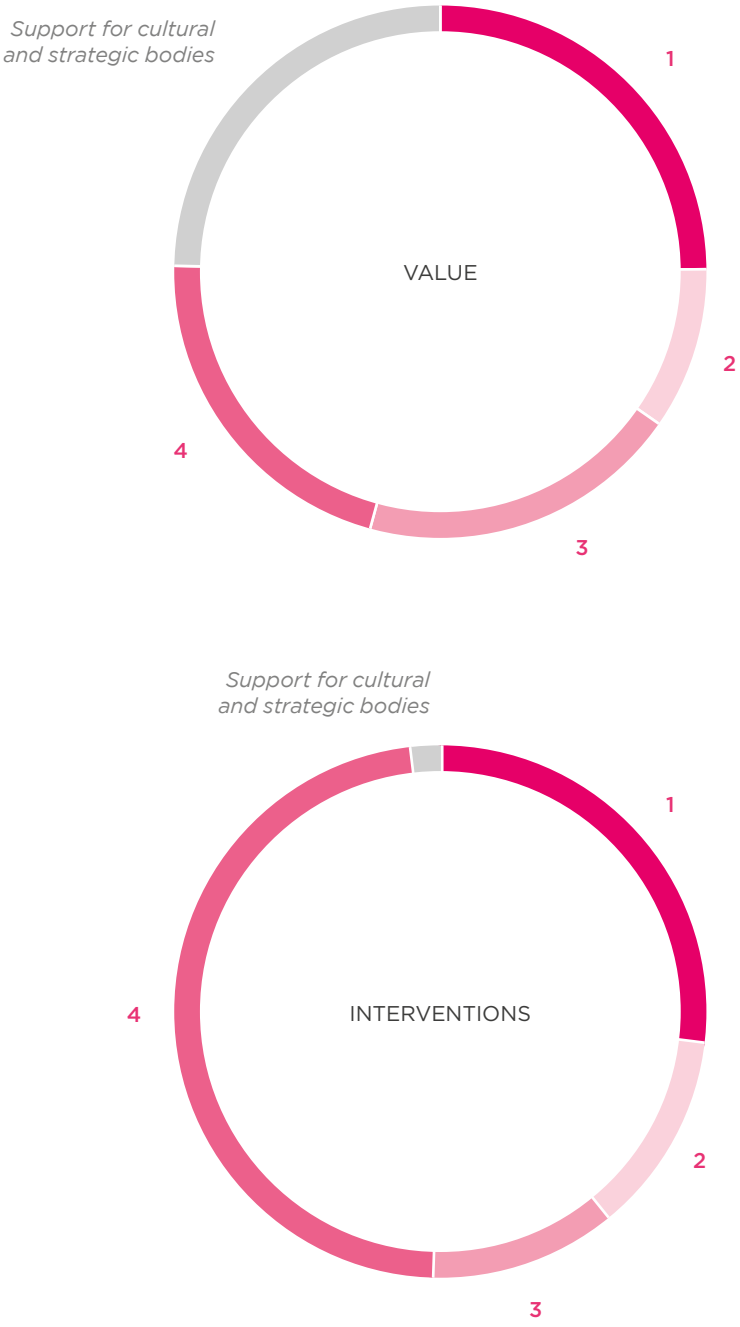 Support for cultural
and strategic bodies
1
VALUE
2
4
3
Support for cultural
and strategic bodies
1
4
INTERVENTIONS
2
3